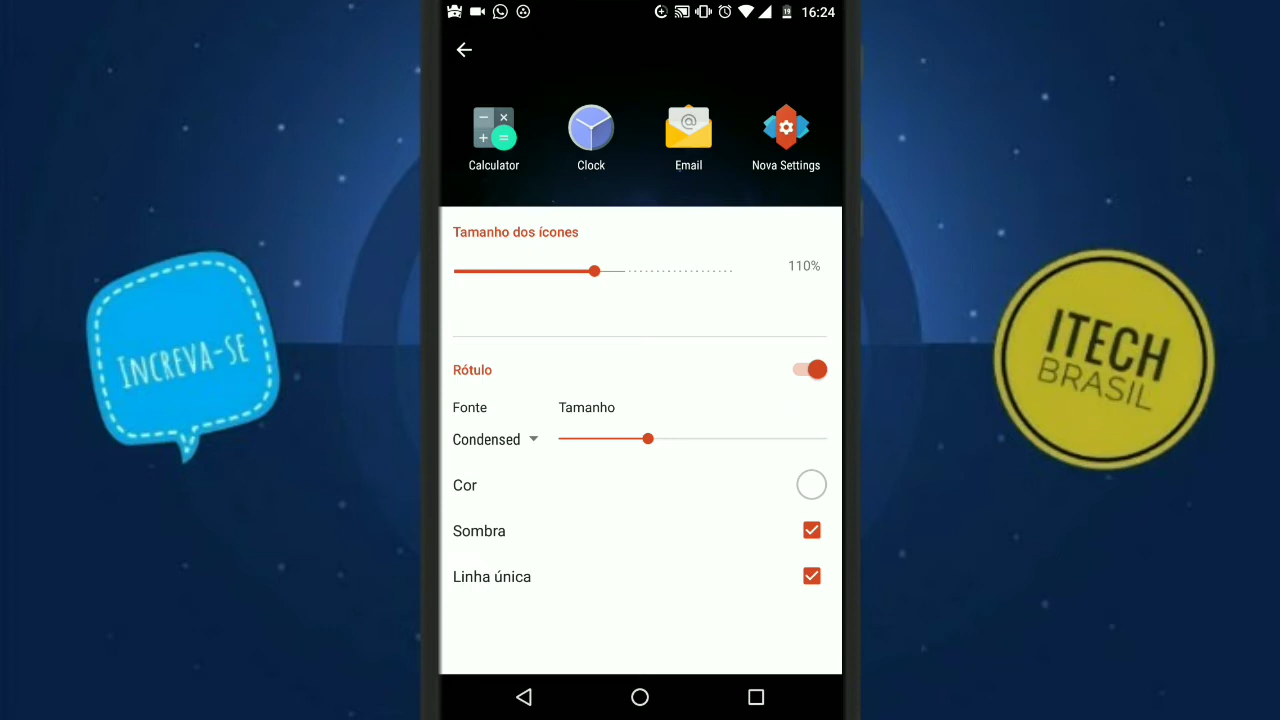 19 16:24
Calculator Clock Email Nova Settings
Tamanho dos ícones
110%
Rótulo
Fonte Tamanho
Condensed
Cor
Sombra
Linha única
INCREVA-SE
ITECH
BRASIL